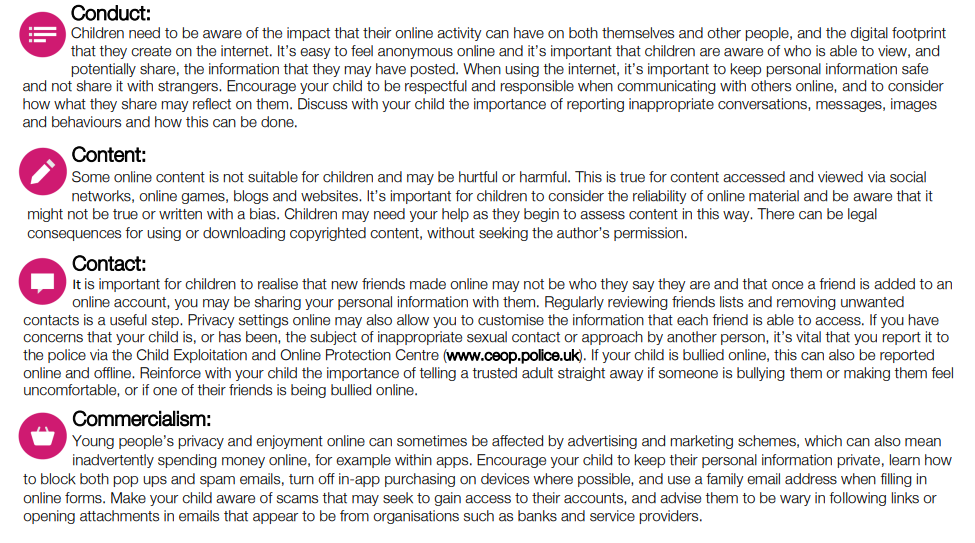 Conduct:
Children need to be aware of the impact that their online activity can have on both themselves and other people, and the digital footprint
that they create on the internet. It's easy to feel anonymous online and it's important that children are aware of who is able to view, and
potentially share, the information that they may have posted. When using the internet, it's important to keep personal information safe
and not share it with strangers. Encourage your child to be respectful and responsible when communicating with others online, and to consider
how what they share may reflect on them. Discuss with your child the importance of reporting inappropriate conversations, messages, images
and behaviours and how this can be done.
Content:
Some online content is not suitable for children and may be hurtful or harmful. This is true for content accessed and viewed via social
networks, online games, blogs and websites. It's important for children to consider the reliability of online material and be aware that it
might not be true or written with a bias. Children may need your help as they begin to assess content in this way. There can be legal
consequences for using or downloading copyrighted content, without seeking the author's permission.
Contact:
It is important for children to realise that new friends made online may not be who they say they are and that once a friend is added to an
online account, you may be sharing your personal information with them. Regularly reviewing friends lists and removing unwanted
contacts is a useful step. Privacy settings online may also allow you to customise the information that each friend is able to access. If you have
concerns that your child is, or has been, the subject of inappropriate sexual contact or approach by another person, it's vital that you report it to
the police via the Child Exploitation and Online Protection Centre (www.ceop.police.uk). If your child is bullied online, this can also be reported
online and offline. Reinforce with your child the importance of telling a trusted adult straight away if someone is bullying them or making them feel
uncomfortable, or if one of their friends is being bullied online.
Commercialism:
Young people's privacy and enjoyment online can sometimes be affected by advertising and marketing schemes, which can also mean
inadvertently spending money online, for example within apps. Encourage your child to keep their personal information private, learn how
to block both pop ups and spam emails, turn off in-app purchasing on devices where possible, and use a family email address when filling in
online forms. Make your child aware of scams that may seek to gain access to their accounts, and advise them to be wary in following links or
opening attachments in emails that appear to be from organisations such as banks and service providers.